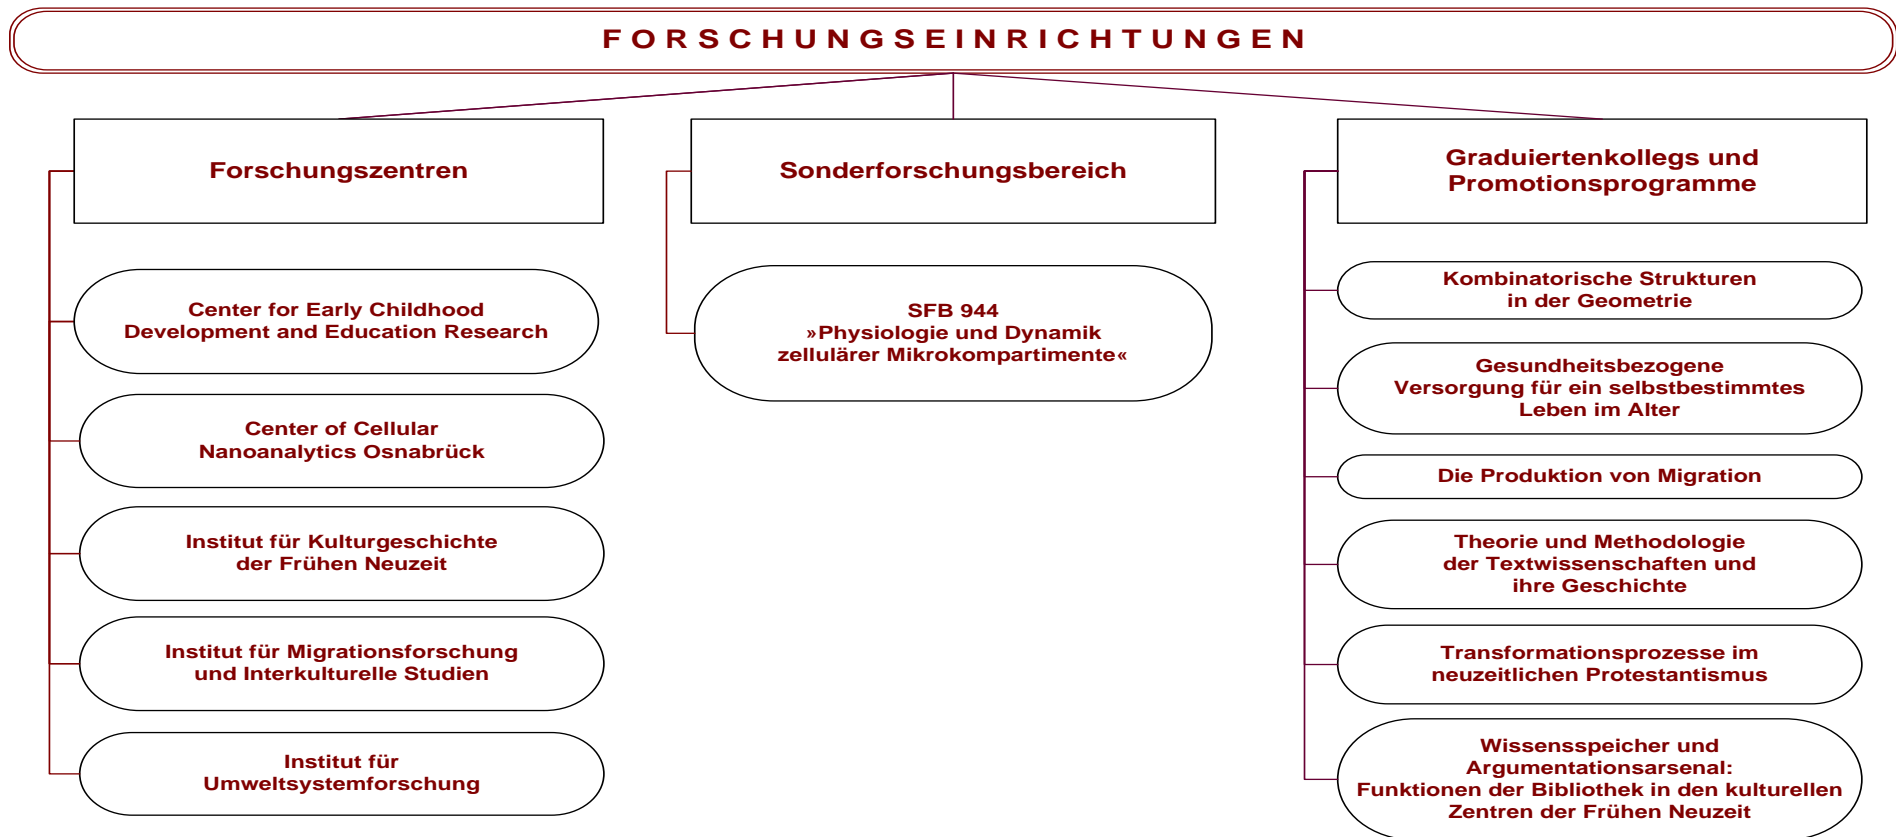 FORSCHUNGSEINRICHTUNGEN
Forschungszentren
Center for Early Childhood
Development and Education Research
Center of Cellular
Nanoanalytics Osnabrück
Institut für Kulturgeschichte
der Frühen Neuzeit
Institut für Migrationsforschung
und Interkulturelle Studien
Institut für
Umweltsystemforschung
Sonderforschungsbereich
SFB 944
»Physiologie und Dynamik
zellulärer Mikrokompartimente«
Graduiertenkollegs und
Promotionsprogramme
Kombinatorische Strukturen
in der Geometrie
Gesundheitsbezogene
Versorgung für ein selbstbestimmtes
Leben im Alter
Die Produktion von Migration
Theorie und Methodologie
der Textwissenschaften und
ihre Geschichte
Transformationsprozesse im
neuzeitlichen Protestantismus
Wissensspeicher und
Argumentationsarsenal:
Funktionen der Bibliothek in den kulturellen
Zentren der Frühen Neuzeit